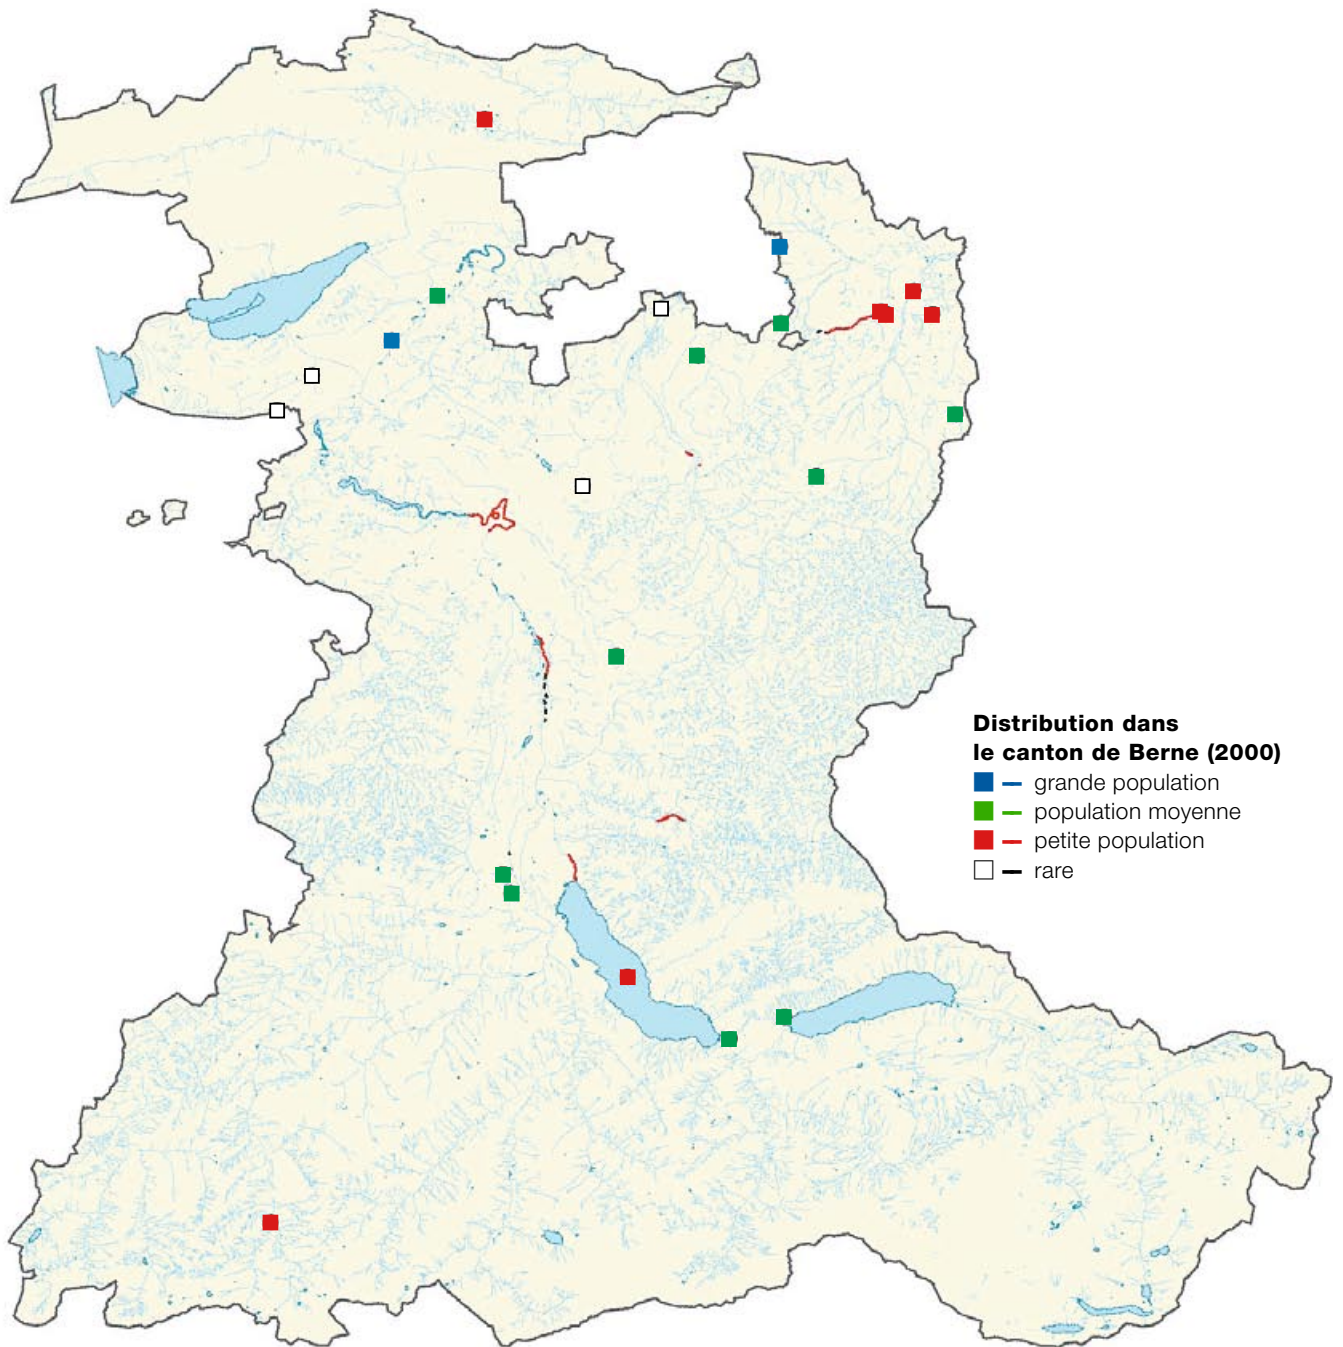 Distribution dans
le canton de Berne (2000)
grande population
population moyenne
petite population
rare